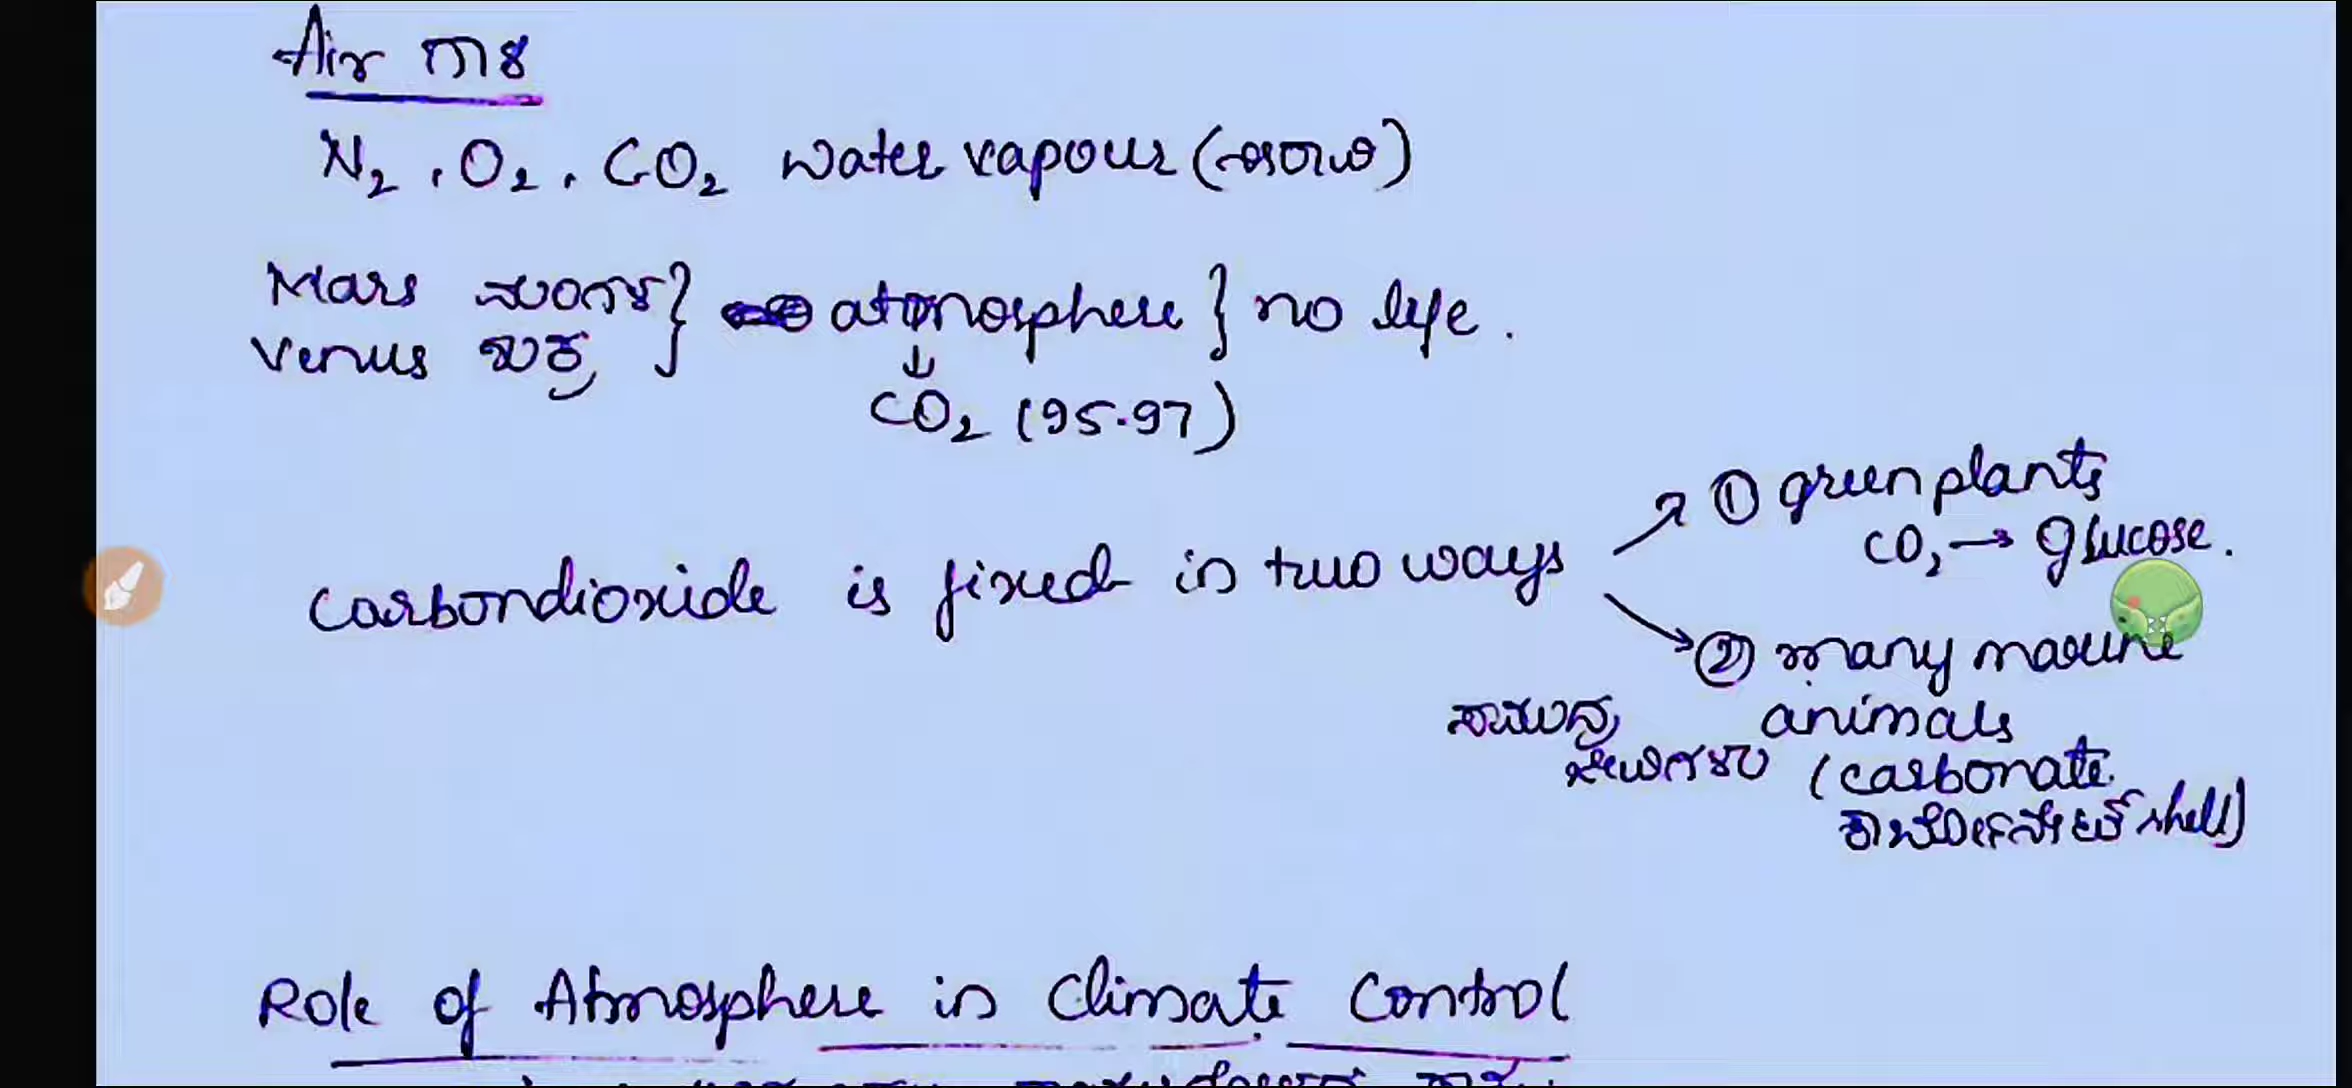 Air ಗಾಳಿ
N₂, O₂, CO₂ water vapour (ನೀರಾವಿ)
Mars ಮಂಗಳ } atmosphere } no life.
Venus ಶುಕ್ರ
↓
CO₂ (95-97)
① green plants
CO₂ → glucose.
carbondioxide is fixed in two ways
② many marine
ಸಾಮುದ್ರ animals
ಜೀವಿಗಳು (carbonate
ಕಾರ್ಬೋನೇಟ್ shell)
Role of Atmosphere in Climate Control